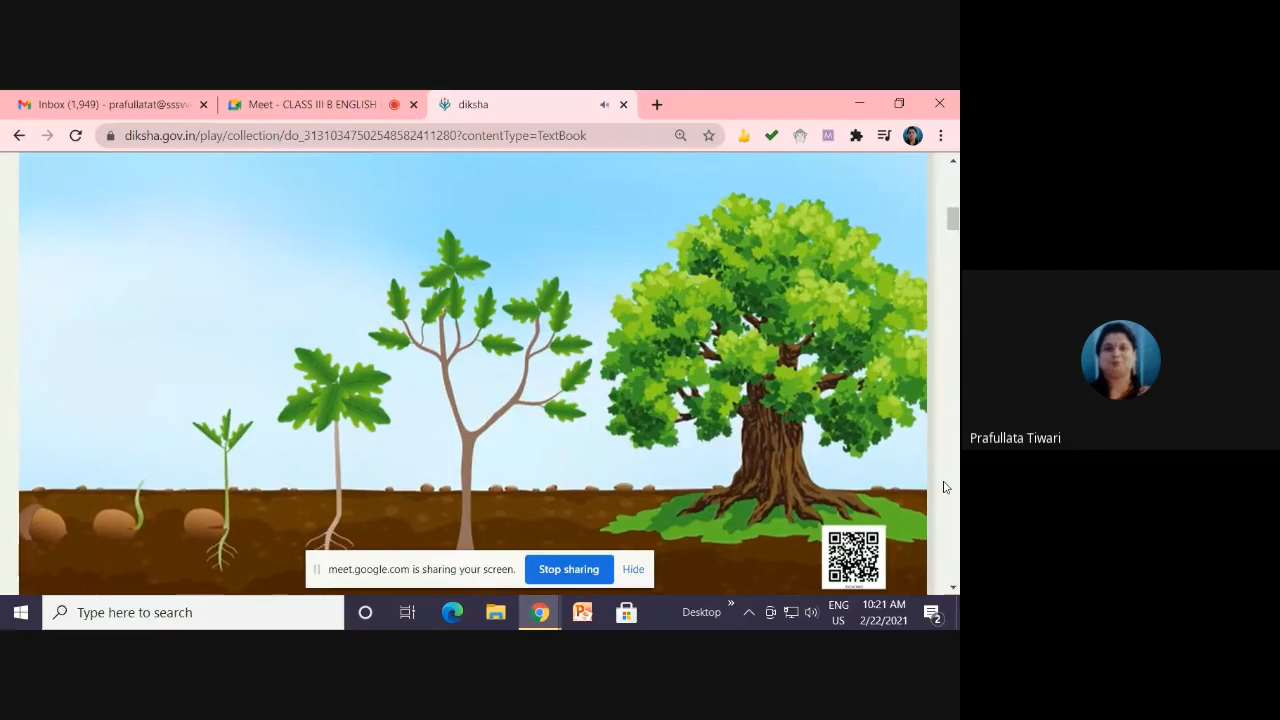 Inbox (1,949) - prafullatat@sssvv
Meet - CLASS III B ENGLISH
diksha
diksha.gov.in/play/collection/do_31310347502548582411280?contentType=TextBook
M
Prafullata Tiwari
meet.google.com is sharing your screen.
Stop sharing
Hide
Type here to search
Desktop
ENG
US
10:21 AM
2/22/2021
2